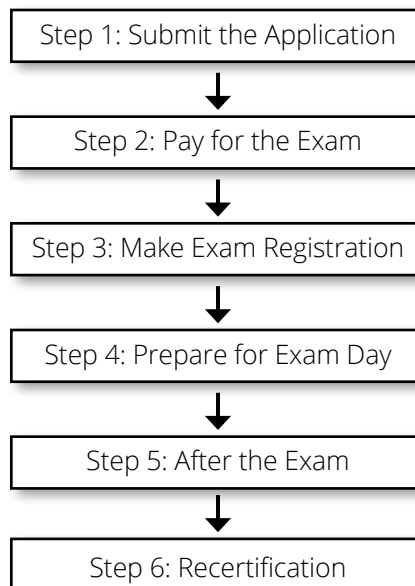 Step 1: Submit the Application
Step 2: Pay for the Exam
Step 3: Make Exam Registration
Step 4: Prepare for Exam Day
Step 5: After the Exam
Step 6: Recertification